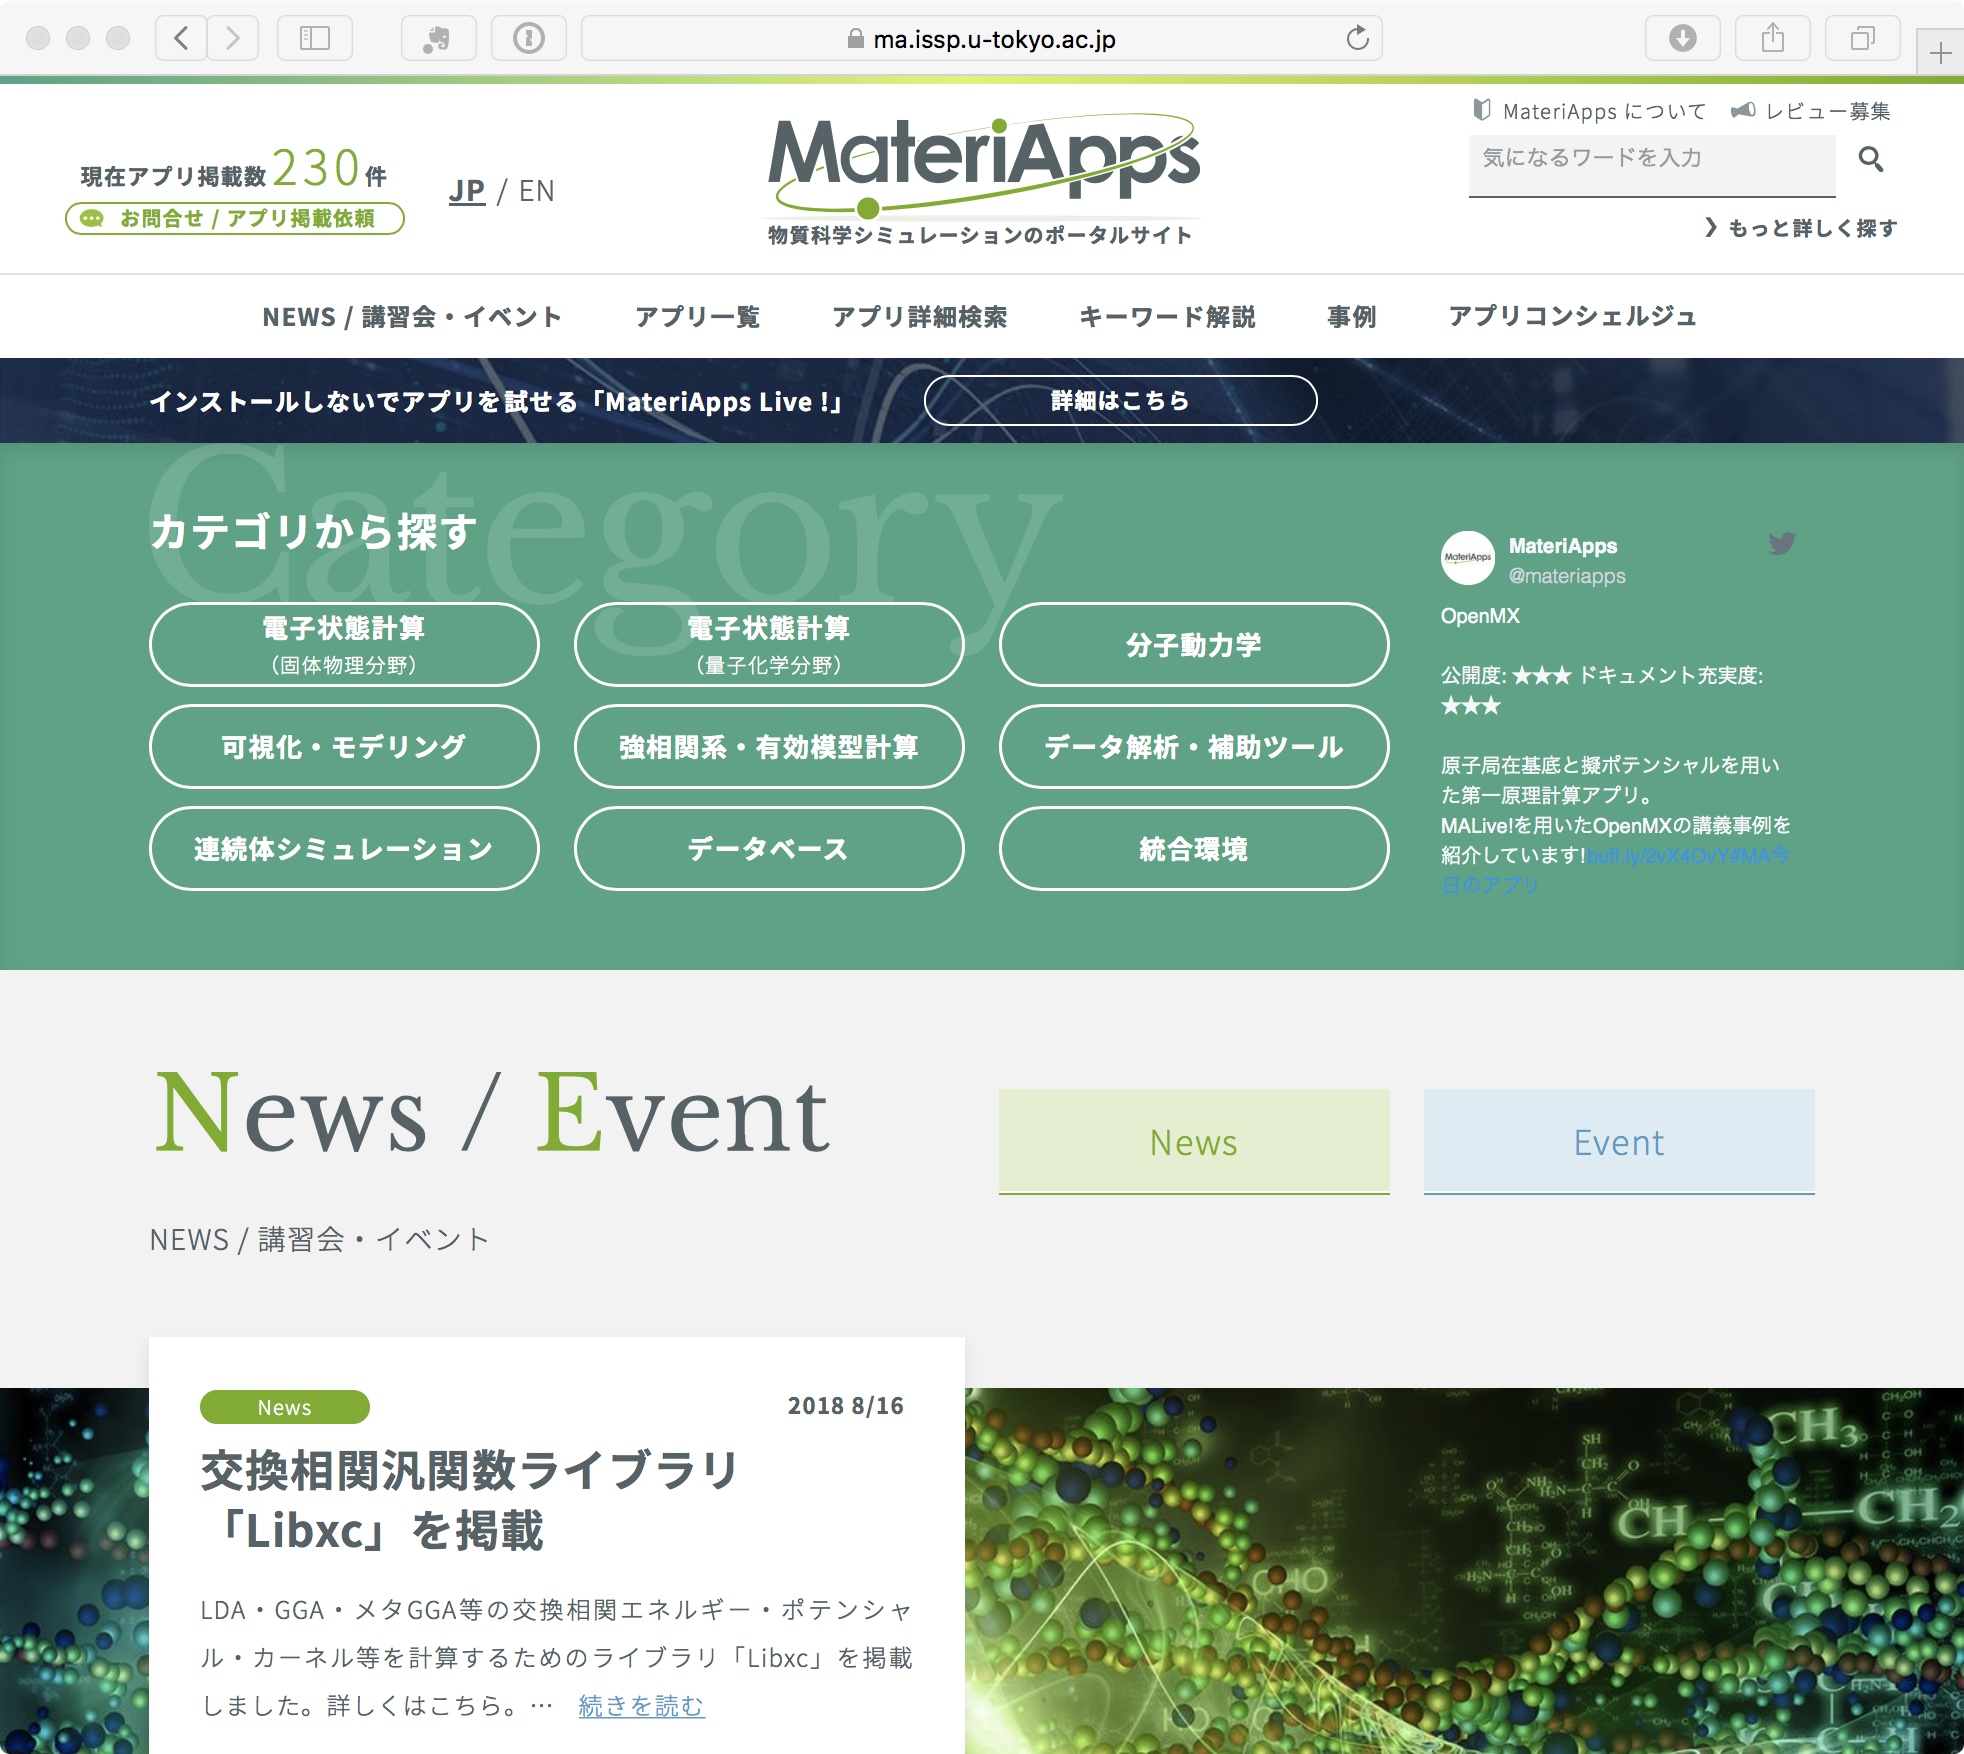 ma.issp.u-tokyo.ac.jp
MateriApps について レビュー募集
現在アプリ掲載数230件
お問合せ / アプリ掲載依頼
JP / EN
MateriApps
物質科学シミュレーションのポータルサイト
気になるワードを入力
もっと詳しく探す
NEWS / 講習会・イベント アプリ一覧 アプリ詳細検索 キーワード解説 事例 アプリコンシェルジュ
インストールしないでアプリを試せる「MateriApps Live !」 詳細はこちら
Category
カテゴリから探す
電子状態計算
（固体物理分野）
電子状態計算
（量子化学分野）
分子動力学
可視化・モデリング
強相関系・有効模型計算
データ解析・補助ツール
連続体シミュレーション
データベース
統合環境
MateriApps
MateriApps
@materiapps
OpenMX
公開度: ★★★ ドキュメント充実度:
★★★
原子局在基底と擬ポテンシャルを用い
た第一原理計算アプリ。
MALive!を用いたOpenMXの講義事例を
紹介しています!buff.ly/2vX4OvY#MA今
日のアプリ
News / Event
News
Event
NEWS / 講習会・イベント
News
2018 8/16
交換相関汎関数ライブラリ
「Libxc」を掲載
LDA・GGA・メタGGA等の交換相関エネルギー・ポテンシャ
ル・カーネル等を計算するためのライブラリ「Libxc」を掲載
しました。詳しくはこちら。… 続きを読む
CH3
SH
CH2
CH
CH2
CHO